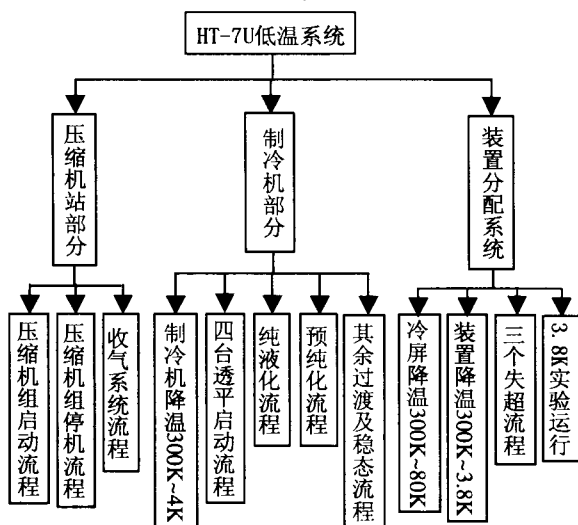 HT-7U低温系统
压缩机站部分
制冷机部分
装置分配系统
压缩机组启动流程
压缩机组停机流程
收气系统流程
制冷机降温300K~4K
四台透平启动流程
纯液化流程
预纯化流程
其余过渡及稳态流程
冷屏降温300K~80K
装置降温300K~3.8K
三个失超流程
3.8K实验运行